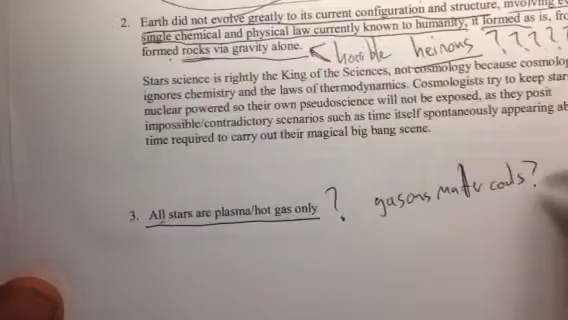 2. Earth did not evolve greatly to its current configuration and structure, involving
single chemical and physical law currently known to humanity, it formed as is,
formed rocks via gravity alone.
horrible heinous ?????
Stars science is rightly the King of the Sciences, not cosmology because
ignores chemistry and the laws of thermodynamics. Cosmologists try to keep
nuclear powered so their own pseudoscience will not be exposed, as they posit
impossible/contradictory scenarios such as time itself spontaneously appearing
time required to carry out their magical big bang scene.
3. All stars are plasma/hot gas only ? matter cools?